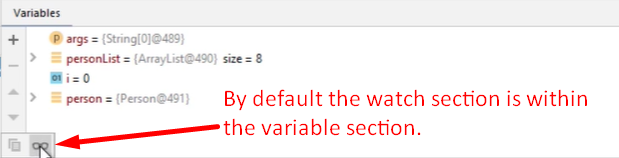 Variables
args = {String[0]@489}
personList = {ArrayList@490} size = 8
i = 0
person = {Person@491}
By default the watch section is within
the variable section.